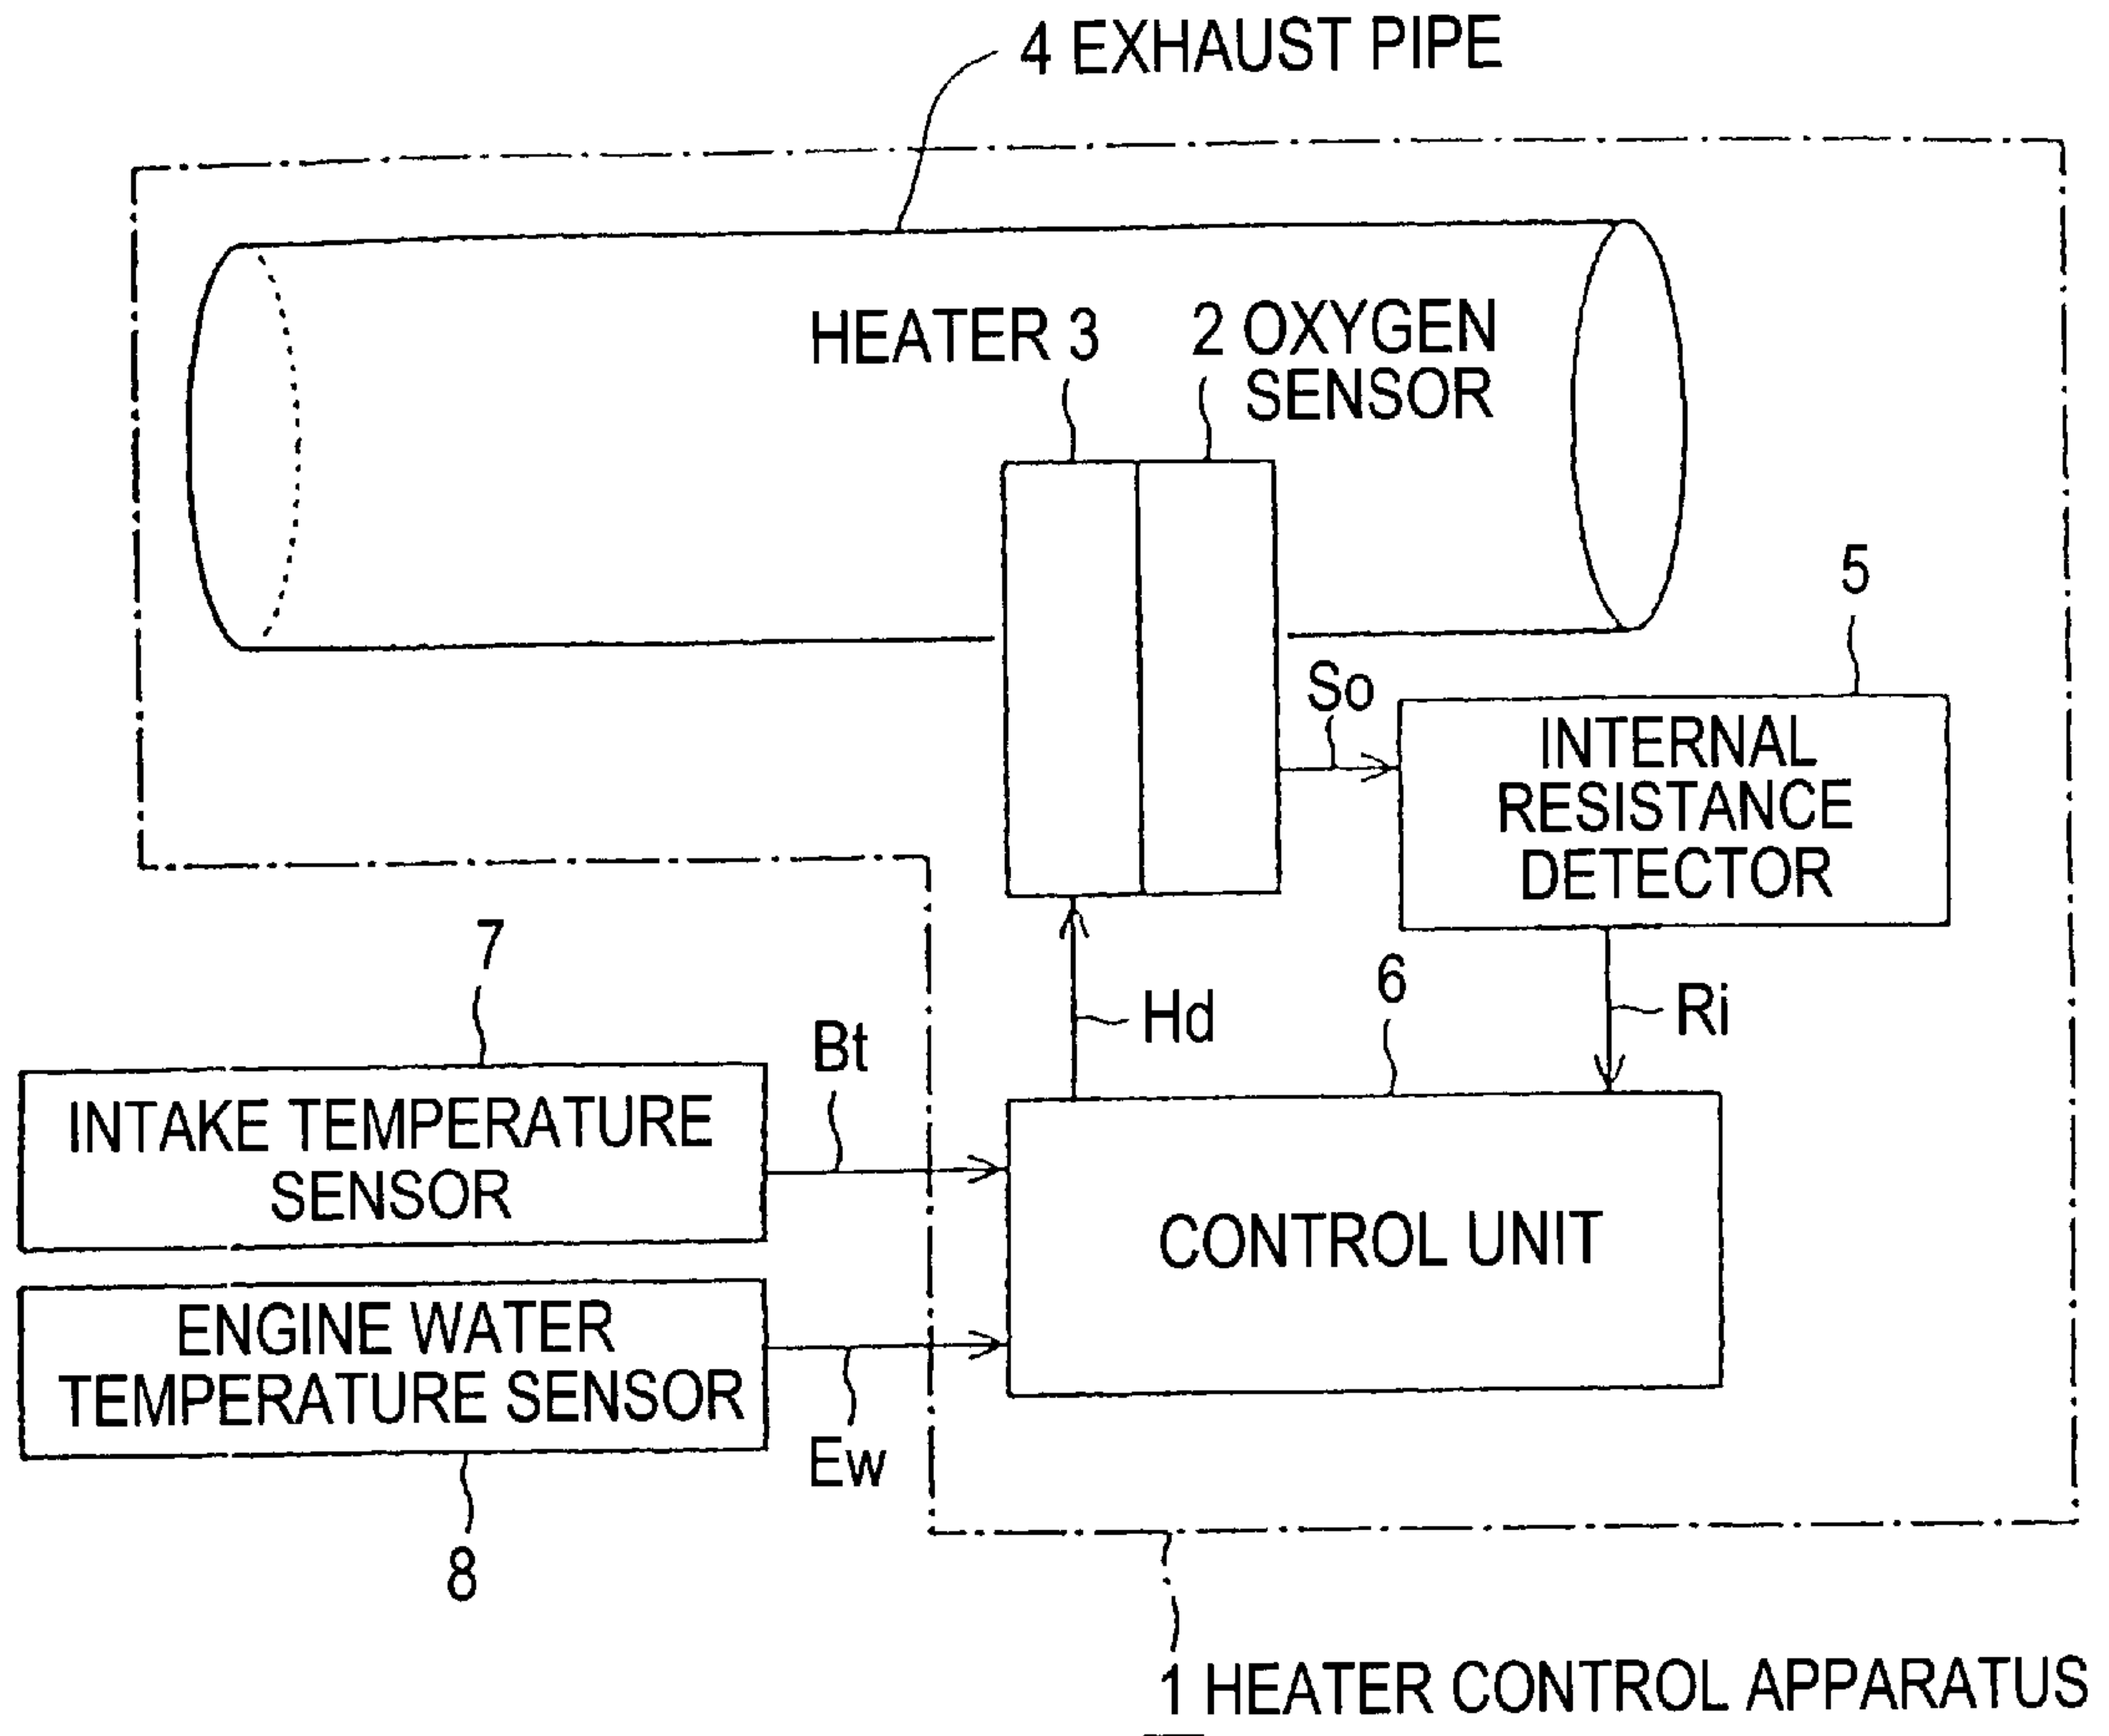 4 EXHAUST PIPE
HEATER 3
2 OXYGEN
SENSOR
5
So
INTERNAL
RESISTANCE
DETECTOR
7
6
Hd
Ri
Bt
INTAKE TEMPERATURE
SENSOR
CONTROL UNIT
ENGINE WATER
TEMPERATURE SENSOR
Ew
8
1 HEATER CONTROL APPARATUS